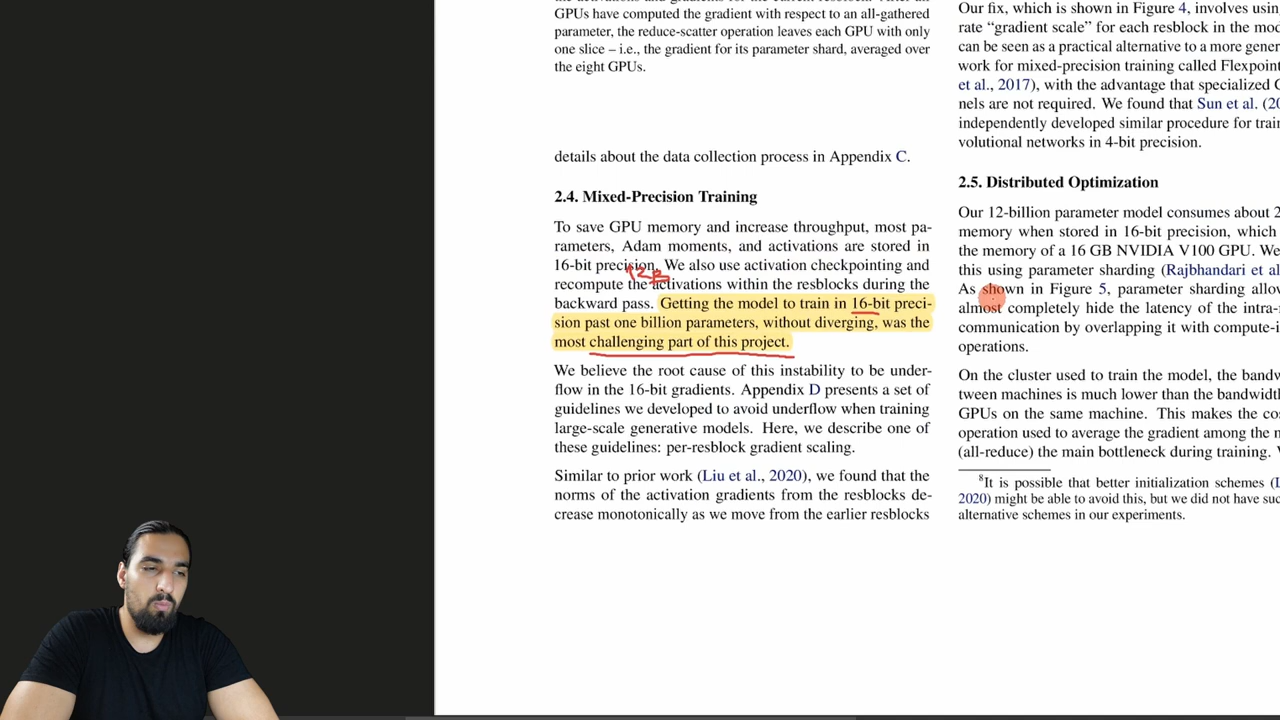 the activations and gradients for the current resblock. After all
GPUs have computed the gradient with respect to an all-gathered
parameter, the reduce-scatter operation leaves each GPU with only
one slice – i.e., the gradient for its parameter shard, averaged over
the eight GPUs.
details about the data collection process in Appendix C.
2.4. Mixed-Precision Training
To save GPU memory and increase throughput, most pa-
rameters, Adam moments, and activations are stored in
16-bit precision. We also use activation checkpointing and
12B
recompute the activations within the resblocks during the
backward pass. Getting the model to train in 16-bit preci-
sion past one billion parameters, without diverging, was the
most challenging part of this project.
We believe the root cause of this instability to be under-
flow in the 16-bit gradients. Appendix D presents a set of
guidelines we developed to avoid underflow when training
large-scale generative models. Here, we describe one of
these guidelines: per-resblock gradient scaling.
Similar to prior work (Liu et al., 2020), we found that the
norms of the activation gradients from the resblocks de-
crease monotonically as we move from the earlier resblocks
Our fix, which is shown in Figure 4, involves using
rate “gradient scale” for each resblock in the mod
can be seen as a practical alternative to a more gener
work for mixed-precision training called Flexpoint
et al., 2017), with the advantage that specialized C
nels are not required. We found that Sun et al. (20
independently developed similar procedure for train
volutional networks in 4-bit precision.
2.5. Distributed Optimization
Our 12-billion parameter model consumes about 2
memory when stored in 16-bit precision, which
the memory of a 16 GB NVIDIA V100 GPU. We
this using parameter sharding (Rajbhandari et al
As shown in Figure 5, parameter sharding allow
almost completely hide the latency of the intra-
communication by overlapping it with compute-i
operations.
On the cluster used to train the model, the bandw
tween machines is much lower than the bandwidth
GPUs on the same machine. This makes the cos
operation used to average the gradient among the m
(all-reduce) the main bottleneck during training. W
8It is possible that better initialization schemes (L
2020) might be able to avoid this, but we did not have suc
alternative schemes in our experiments.